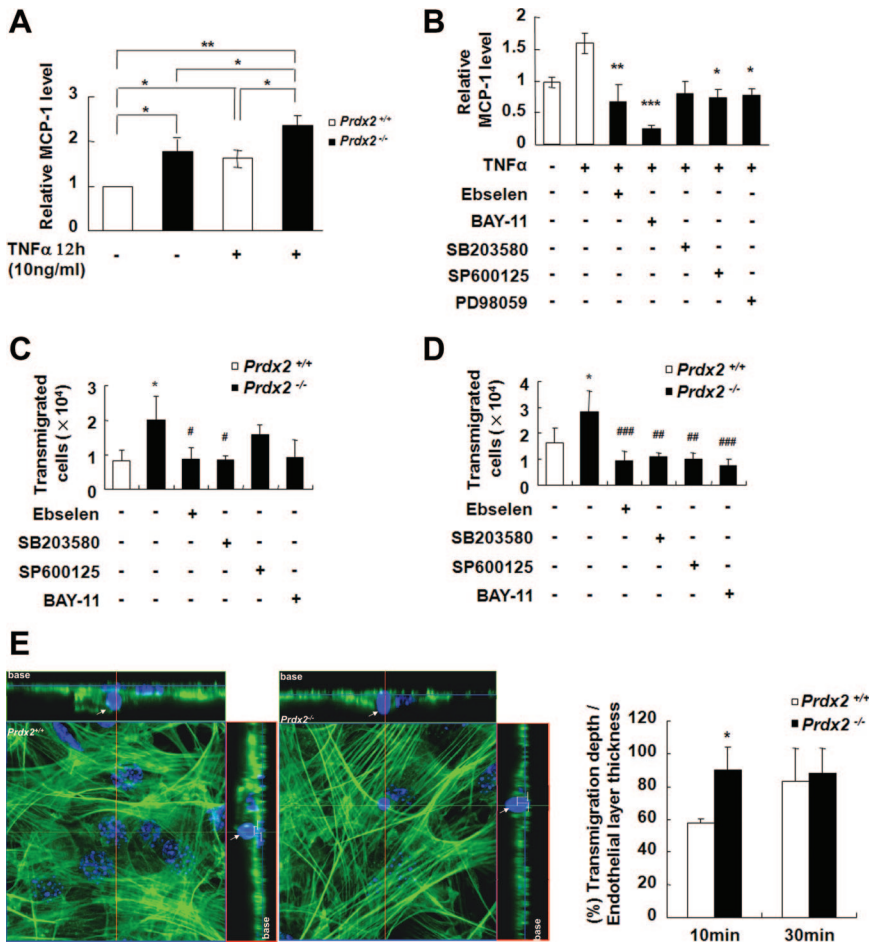 A
** 
* *
* *
*
Relative MCP-1 level
3
2
1
0
Prdx2 +/+
Prdx2 -/-
TNFα 12h
(10ng/ml)
- - + +
B
Relative
MCP-1 level
2
1.5
1
0.5
0
** *** * *
TNFα - + + + + + +
Ebselen - - + - - - -
BAY-11 - - - + - - -
SB203580 - - - - + - -
SP600125 - - - - - + -
PD98059 - - - - - - +
C
Prdx2 +/+
Prdx2 -/-
Transmigrated
cells (×10⁴)
3
2
1
0
* # #
Ebselen - - + - - -
SB203580 - - - + - -
SP600125 - - - - + -
BAY-11 - - - - - +
D
Prdx2 +/+
Prdx2 -/-
Transmigrated
cells (×10⁴)
4
3
2
1
0
* ### ## ## ###
Ebselen - - + - - -
SB203580 - - - + - -
SP600125 - - - - + -
BAY-11 - - - - - +
E
base
Prdx2+/+
base
base
Prdx2-/-
base
(%) Transmigration depth /
Endothelial layer thickness
Prdx2 +/+
Prdx2 -/-
120
100
80
60
40
20
0
*
10min 30min